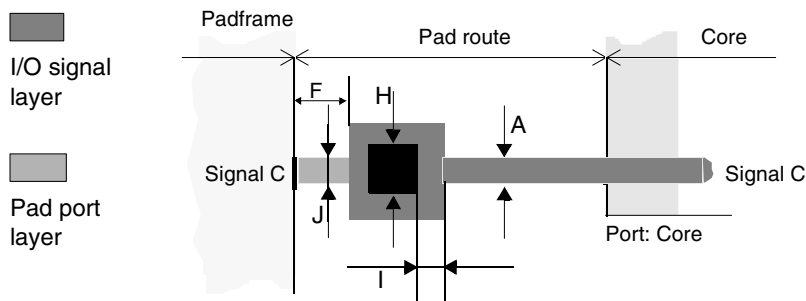 Padframe
Pad route
Core
I/O signal
layer
F
H
A
Signal C
Signal C
Pad port
layer
J
I
Port: Core